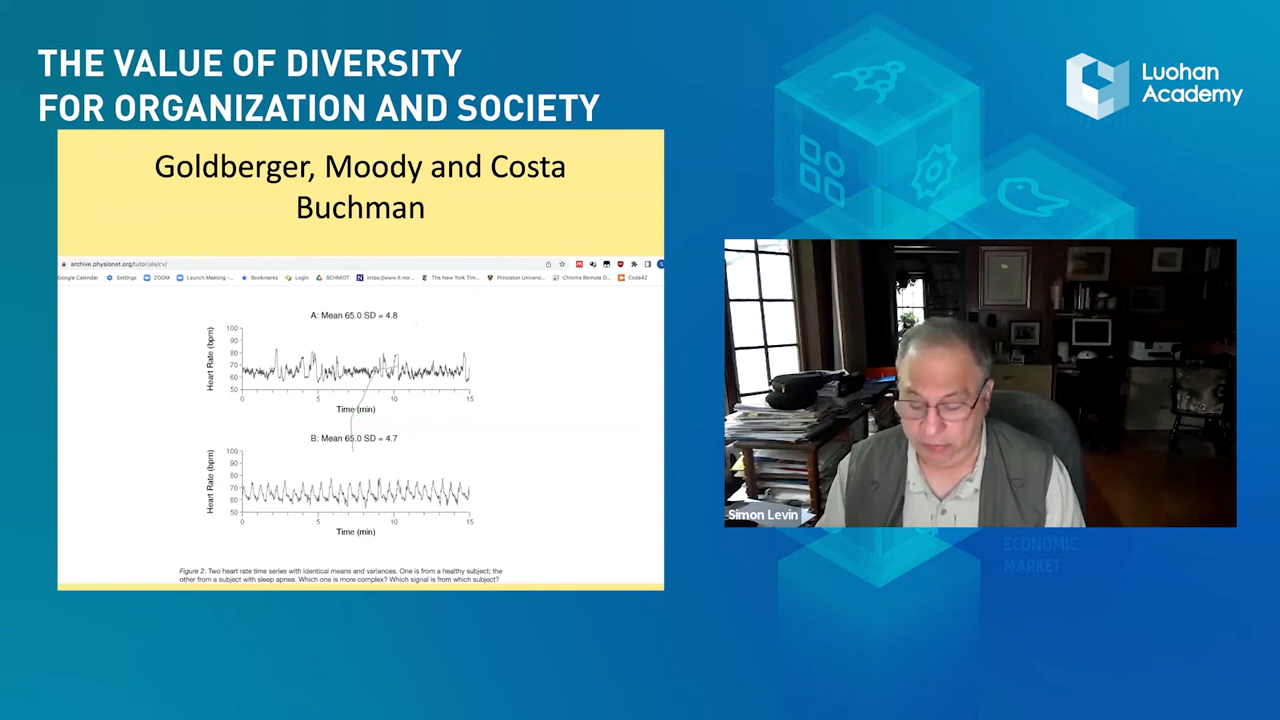 THE VALUE OF DIVERSITY
FOR ORGANIZATION AND SOCIETY
Luohan
Academy
Goldberger, Moody and Costa
Buchman
archive.physionet.org/tutorials/cv/
Google Calendar Settings ZOOM Launch Meeting -... Bookmarks Login SCHMIDT https://www.it.nor... The New York Tim... Princeton Universi... Chrome Remote D... Code42
A: Mean 65.0 SD = 4.8
Heart Rate (bpm)
100
90
80
70
60
50
0 5 10 15
Time (min)
B: Mean 65.0 SD = 4.7
Heart Rate (bpm)
100
90
80
70
60
50
0 5 10 15
Time (min)
Figure 2. Two heart rate time series with identical means and variances. One is from a healthy subject; the
other from a subject with sleep apnea. Which one is more complex? Which signal is from which subject?
Simon Levin
ECONOMIC
MARKET